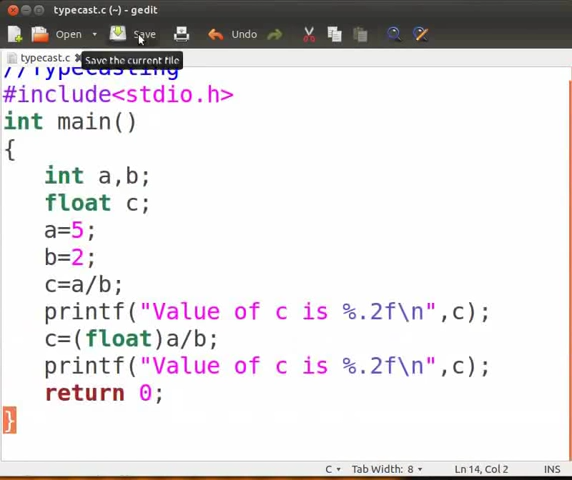 typecast.c (~) - gedit
Open Save Undo
typecast.c
Save the current file
//Typecasting
#include<stdio.h>
int main()
{
int a,b;
float c;
a=5;
b=2;
c=a/b;
printf("Value of c is %.2f\n",c);
c=(float)a/b;
printf("Value of c is %.2f\n",c);
return 0;
}
C Tab Width: 8 Ln 14, Col 2 INS